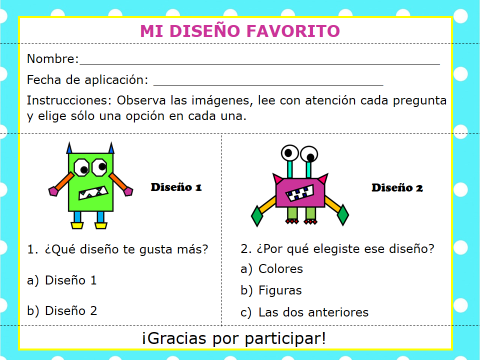 MI DISEÑO FAVORITO
Nombre:
Fecha de aplicación:
Instrucciones: Observa las imágenes, lee con atención cada pregunta
y elige sólo una opción en cada una.
Diseño 1
Diseño 2
1. ¿Qué diseño te gusta más?
a) Diseño 1
b) Diseño 2
2. ¿Por qué elegiste ese diseño?
a) Colores
b) Figuras
c) Las dos anteriores
¡Gracias por participar!